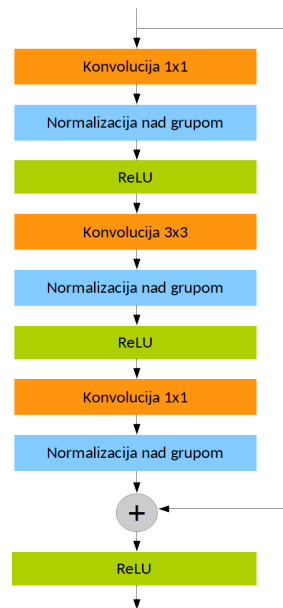 Konvolucija 1x1
Normalizacija nad grupom
ReLU
Konvolucija 3x3
Normalizacija nad grupom
ReLU
Konvolucija 1x1
Normalizacija nad grupom
+
ReLU